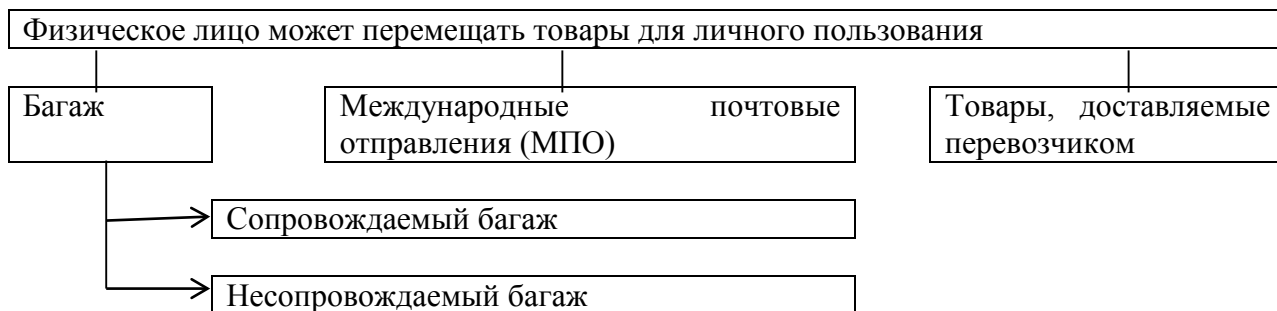 Физическое лицо может перемещать товары для личного пользования
Багаж
Международные почтовые
отправления (МПО)
Товары, доставляемые
перевозчиком
Сопровождаемый багаж
Несопровождаемый багаж